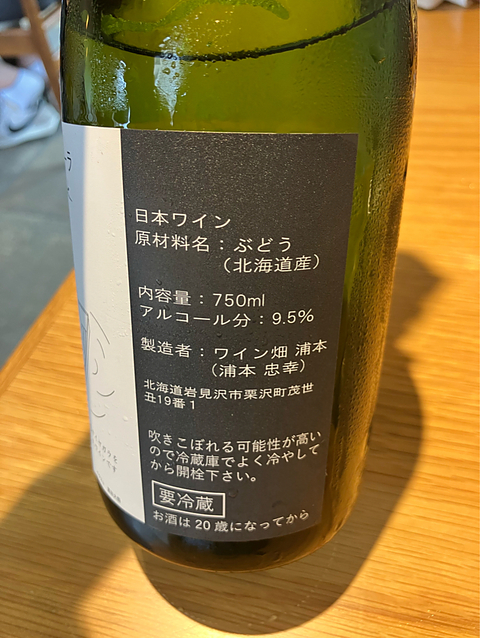 日本ワイン
原材料名：ぶどう
（北海道産）
内容量：750ml
アルコール分：9.5%
製造者：ワイン畑 浦本
（浦本 忠幸）
北海道岩見沢市栗沢町茂世
丑19番1
吹きこぼれる可能性が高い
ので冷蔵庫でよく冷やして
から開栓下さい。
要冷蔵
お酒は20歳になってから